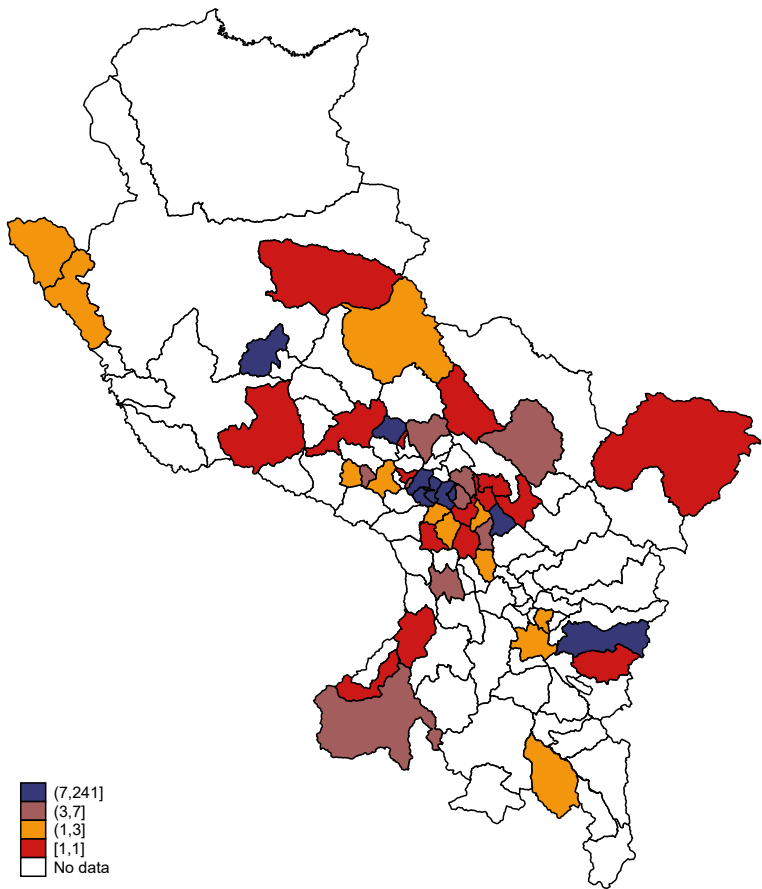 (7,241]
(3,7]
(1,3]
[1,1]
No data